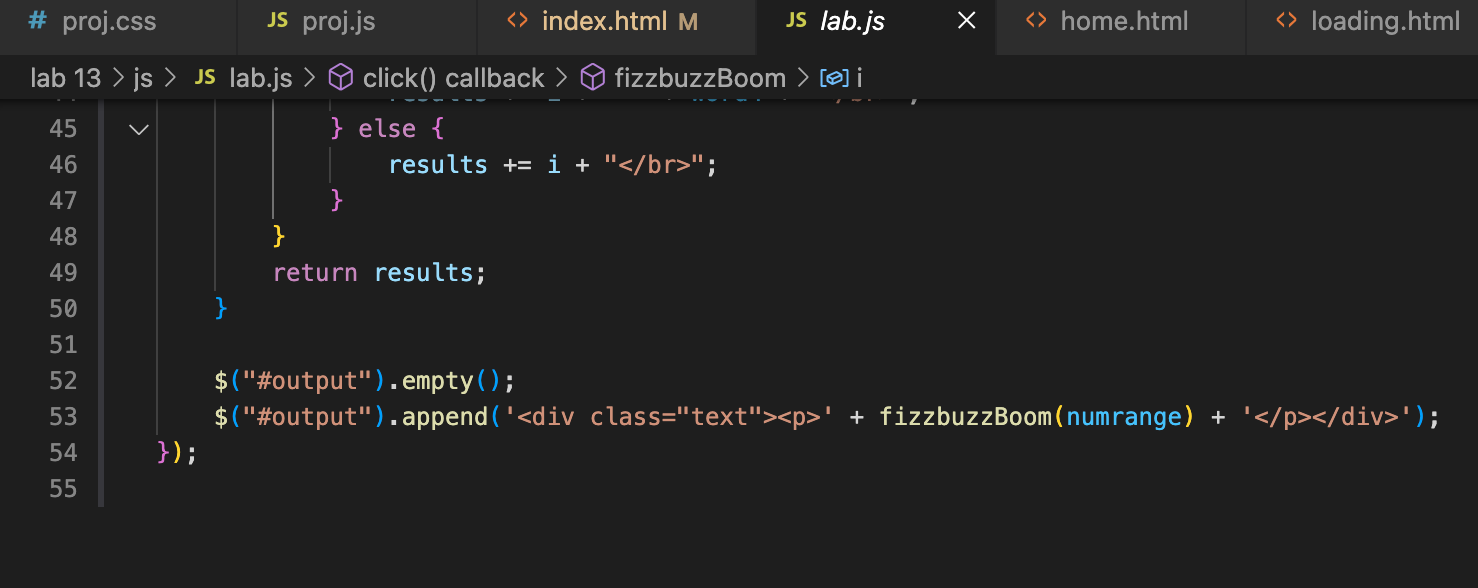 # proj.css JS proj.js <> index.html M JS lab.js × <> home.html <> loading.html
lab 13 > js > JS lab.js > click() callback > fizzbuzzBoom > i
45 } else {
46 results += i + "</br>";
47 }
48 }
49 return results;
50 }
51
52 $("#output").empty();
53 $("#output").append('<div class="text"><p>' + fizzbuzzBoom(numrange) + '</p></div>');
54 });
55